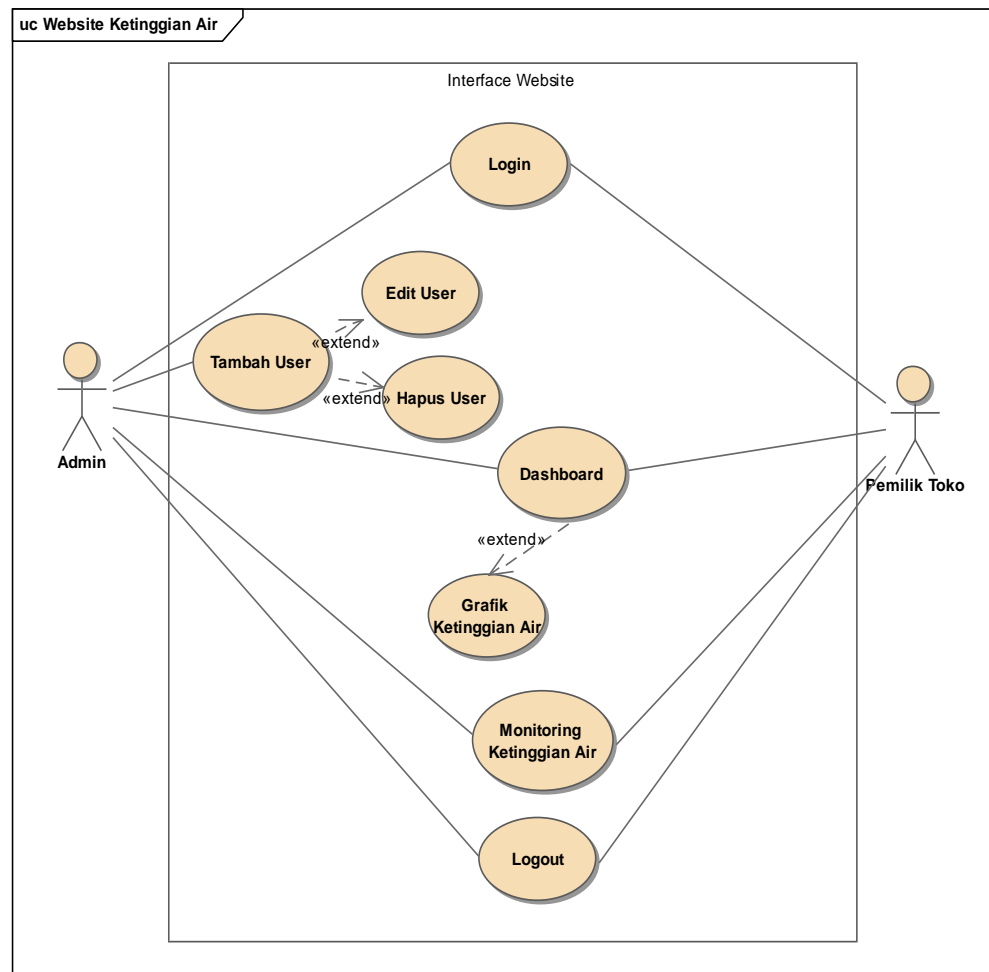 uc Website Ketinggian Air
Interface Website
Login
Edit User
«extend»
Tambah User
«extend»
Hapus User
Admin
Dashboard
Pemilik Toko
«extend»
Grafik
Ketinggian Air
Monitoring
Ketinggian Air
Logout